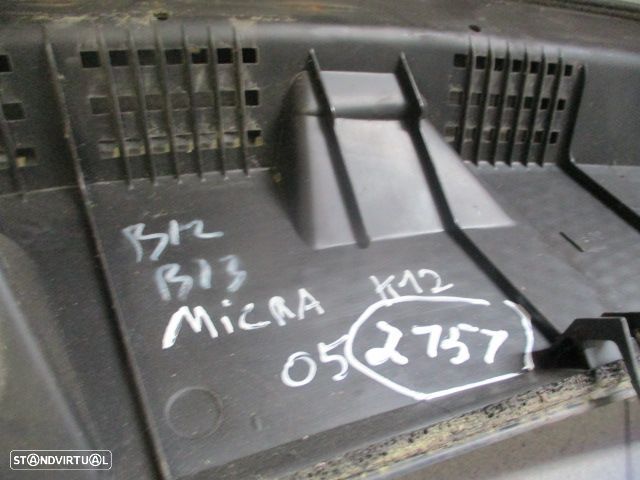 B12
B13
MiCRA K12
05 2757
STANDVIRTUAL